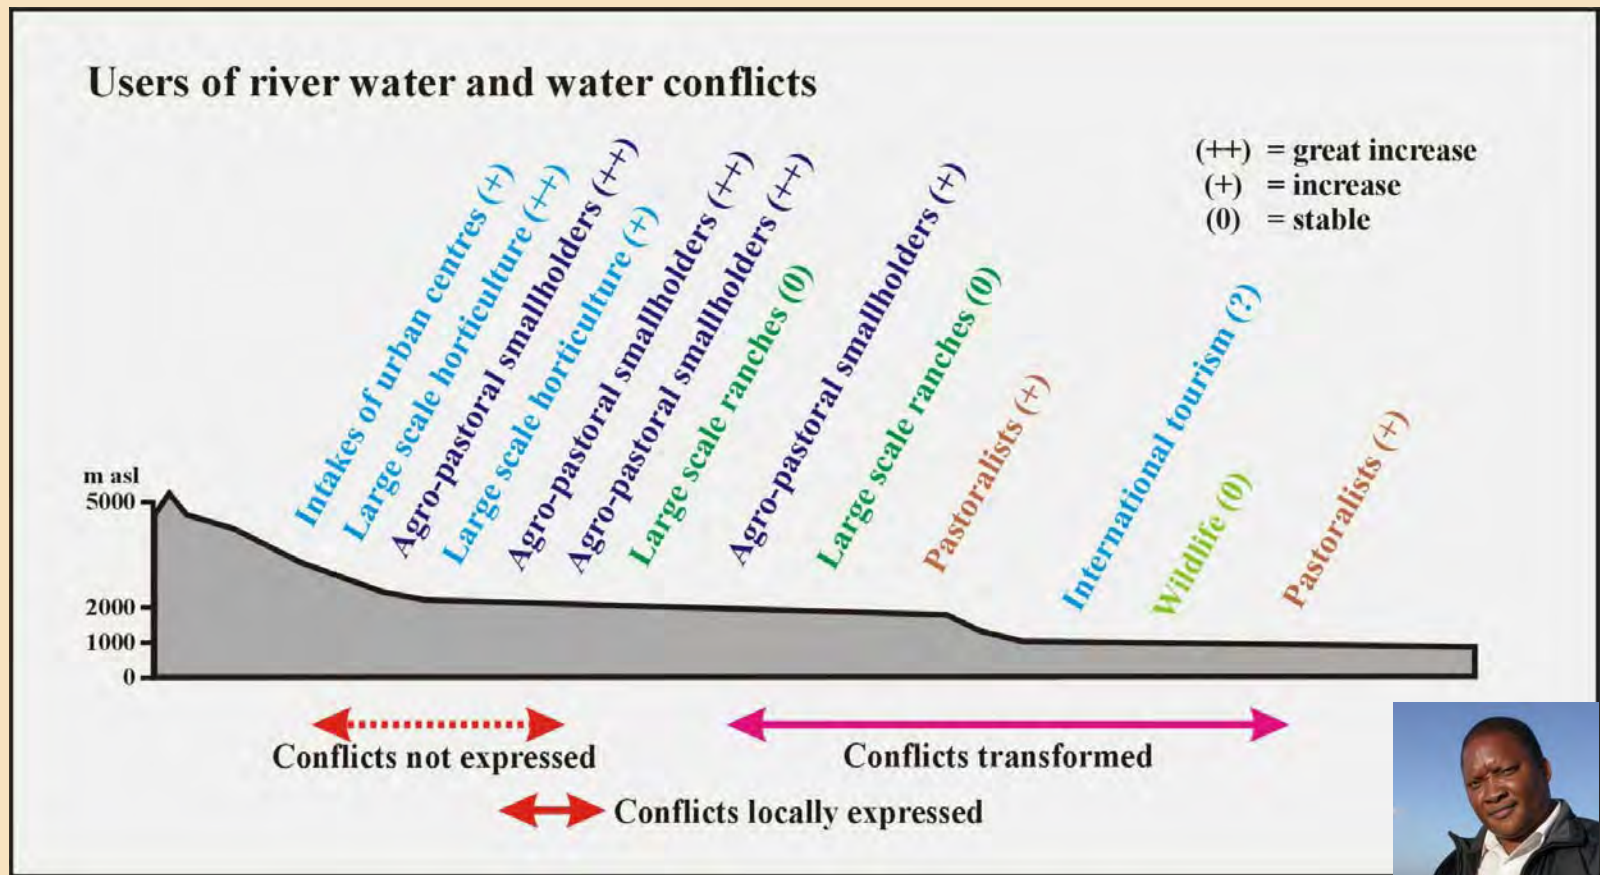 Users of river water and water conflicts
(++) = great increase
(+) = increase
(0) = stable
Intakes of urban centres (+)
Large scale horticulture (++)
Agro-pastoral smallholders (++)
Large scale horticulture (+)
Agro-pastoral smallholders (++)
Agro-pastoral smallholders (++)
Large scale ranches (0)
Agro-pastoral smallholders (+)
Large scale ranches (0)
Pastoralists (+)
International tourism (?)
Wildlife (0)
Pastoralists (+)
m asl
5000
2000
1000
0
Conflicts not expressed
Conflicts transformed
Conflicts locally expressed